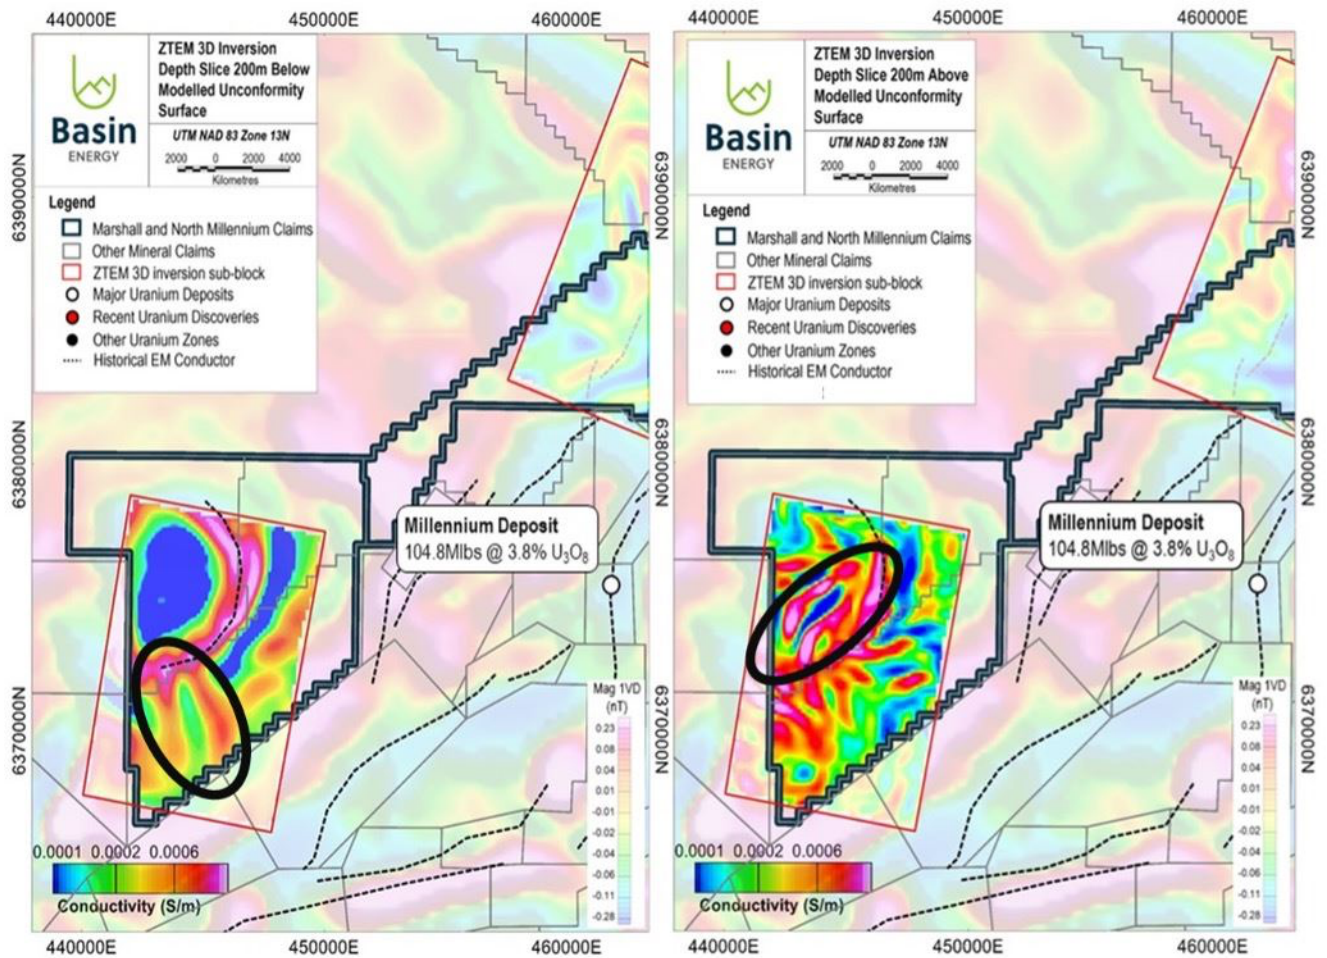 440000E 450000E 460000E
Basin
ENERGY
ZTEM 3D Inversion
Depth Slice 200m Below
Modelled Unconformity
Surface
UTM NAD 83 Zone 13N
2000 0 2000 4000
Kilometres
Legend
Marshall and North Millennium Claims
Other Mineral Claims
ZTEM 3D inversion sub-block
Major Uranium Deposits
Recent Uranium Discoveries
Other Uranium Zones
Historical EM Conductor
6390000N
6380000N
6370000N
Millennium Deposit
104.8Mlbs @ 3.8% U₃O₈
Mag 1VD
(nT)
0.23
0.08
0.04
0.01
-0.01
-0.02
-0.04
-0.06
-0.11
-0.28
0.0001 0.0002 0.0006
Conductivity (S/m)
440000E 450000E 460000E
6390000N
6380000N
6370000N
440000E 450000E 460000E
Basin
ENERGY
ZTEM 3D Inversion
Depth Slice 200m Above
Modelled Unconformity
Surface
UTM NAD 83 Zone 13N
2000 0 2000 4000
Kilometres
Legend
Marshall and North Millennium Claims
Other Mineral Claims
ZTEM 3D inversion sub-block
Major Uranium Deposits
Recent Uranium Discoveries
Other Uranium Zones
Historical EM Conductor
Millennium Deposit
104.8Mlbs @ 3.8% U₃O₈
Mag 1VD
(nT)
0.23
0.08
0.04
0.01
-0.01
-0.02
-0.04
-0.06
-0.11
-0.28
0.0001 0.0002 0.0006
Conductivity (S/m)
440000E 450000E 460000E
6390000N
6380000N
6370000N